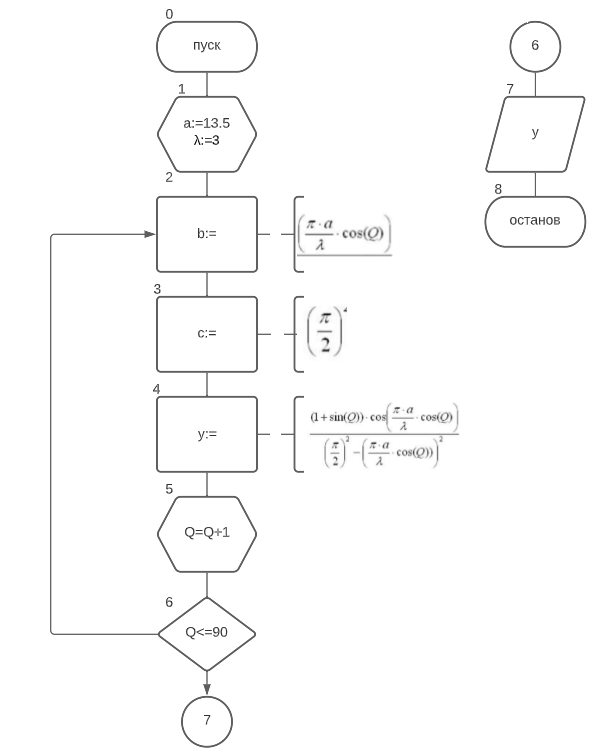 0
пуск
1
a:=13.5
λ:=3
2
b:=
(π·a/λ · cos(Q))
3
c:=
(π/2)²
4
y:=
(1+sin(Q))·cos(π·a/λ · cos(Q)) / (π/2)² − (π·a/λ · cos(Q))²
5
Q=Q+1
6
Q<=90
7
6
7
y
8
останов